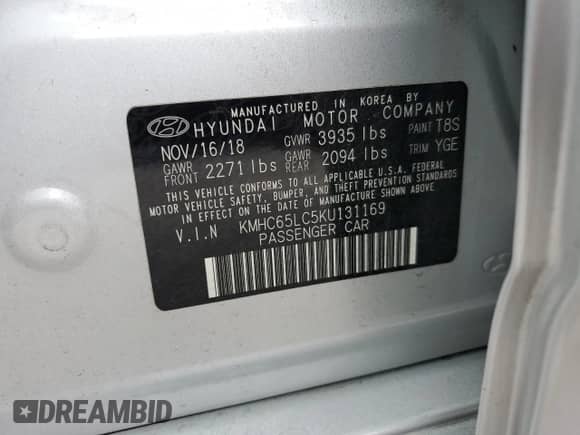 MANUFACTURED IN KOREA BY
HYUNDAI MOTOR COMPANY
NOV/16/18 GVWR 3935 lbs PAINT T8S
GAWR FRONT 2271 lbs GAWR REAR 2094 lbs TRIM YGE
THIS VEHICLE CONFORMS TO ALL APPLICABLE U.S.A. FEDERAL
MOTOR VEHICLE SAFETY, BUMPER, AND THEFT PREVENTION STANDARDS
IN EFFECT ON THE DATE OF MANUFACTURE SHOWN ABOVE.
V.I.N KMHC65LC5KU131169
PASSENGER CAR
DREAMBID